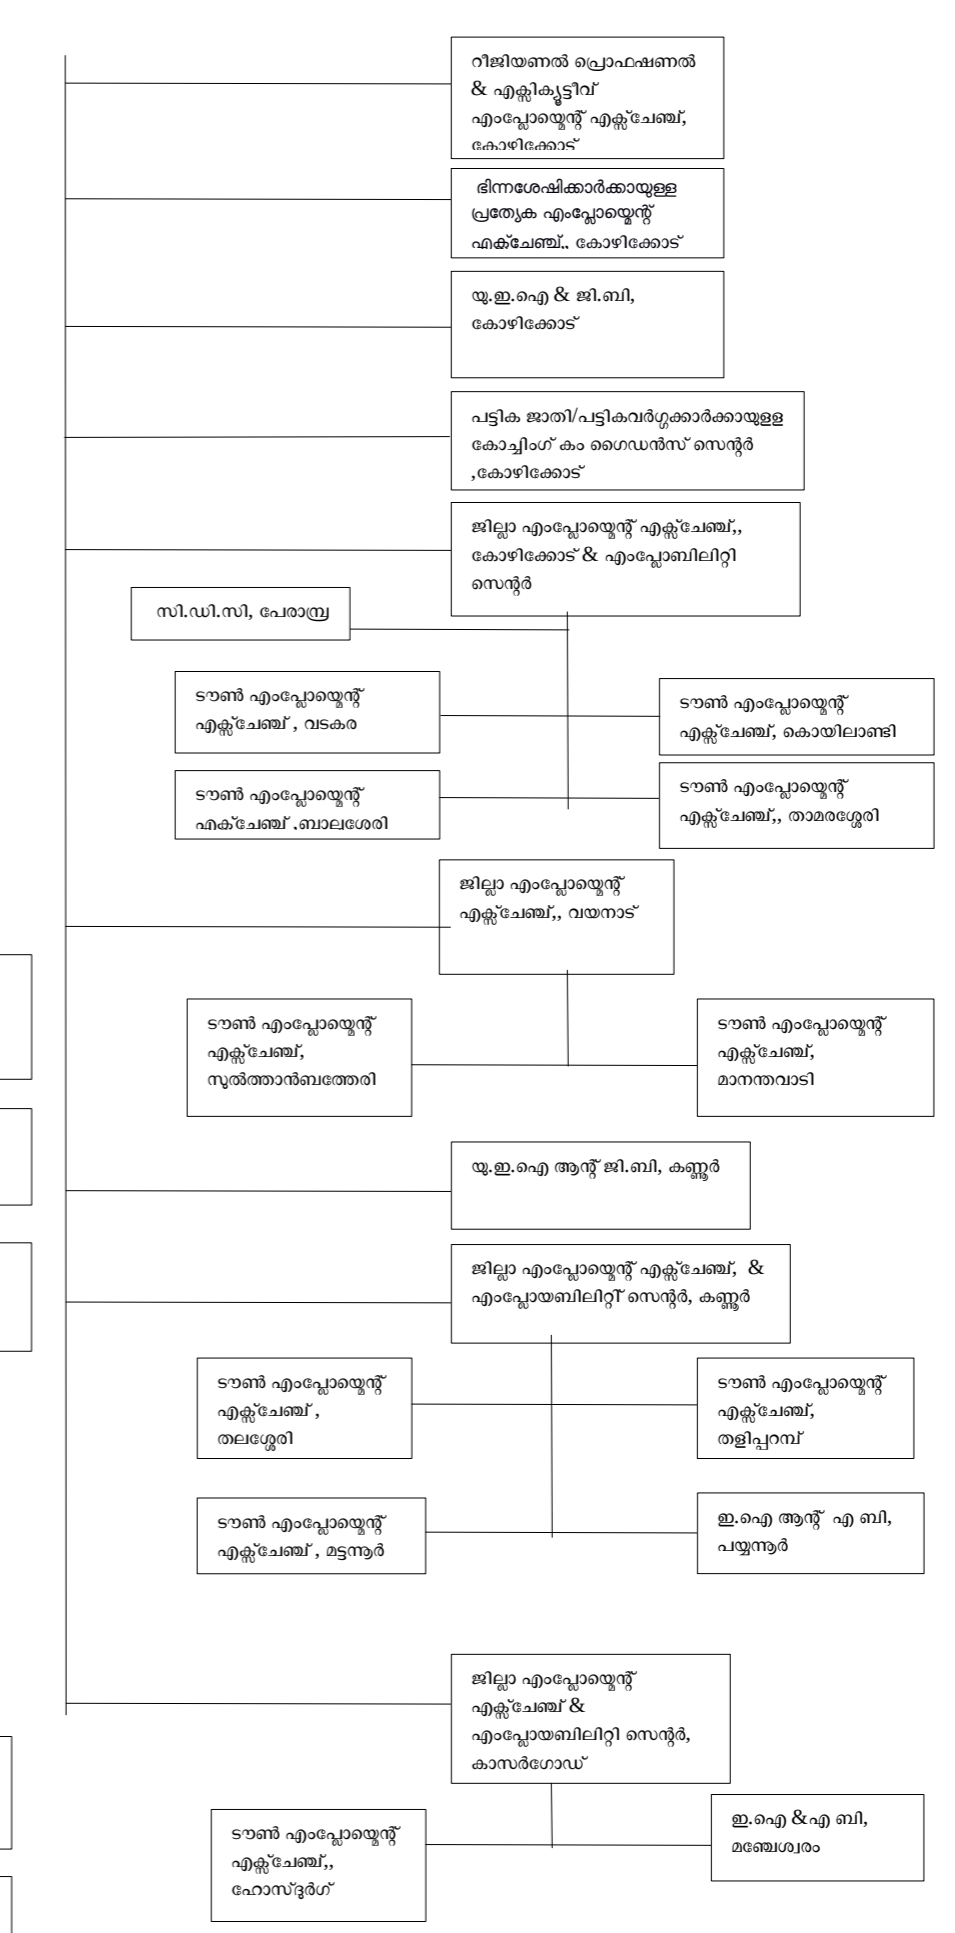 റീജിയണൽ പ്രൊഫഷണൽ
& എക്സിക്യൂട്ടീവ്
എംപ്ലോയ്മെന്റ് എക്സ്ചേഞ്ച്,
കോഴിക്കോട്
ഭിന്നശേഷിക്കാർക്കായുള്ള
പ്രത്യേക എംപ്ലോയ്മെന്റ്
എക്ചേഞ്ച്,, കോഴിക്കോട്
യു.ഇ.ഐ & ജി.ബി,
കോഴിക്കോട്
പട്ടിക ജാതി/പട്ടികവർഗ്ഗക്കാർക്കായുളള
കോച്ചിംഗ് കം ഗൈഡൻസ് സെന്റർ
,കോഴിക്കോട്
ജില്ലാ എംപ്ലോയ്മെന്റ് എക്സ്ചേഞ്ച്,,
കോഴിക്കോട് & എംപ്ലോബിലിറ്റി
സെന്റർ
സി.ഡി.സി, പേരാമ്പ്ര
ടൗൺ എംപ്ലോയ്മെന്റ്
എക്സ്ചേഞ്ച് , വടകര
ടൗൺ എംപ്ലോയ്മെന്റ്
എക്സ്ചേഞ്ച്, കൊയിലാണ്ടി
ടൗൺ എംപ്ലോയ്മെന്റ്
എക്ചേഞ്ച് ,ബാലുശേരി
ടൗൺ എംപ്ലോയ്മെന്റ്
എക്സ്ചേഞ്ച്,, താമരശ്ശേരി
ജില്ലാ എംപ്ലോയ്മെന്റ്
എക്സ്ചേഞ്ച്,, വയനാട്
ടൗൺ എംപ്ലോയ്മെന്റ്
എക്സ്ചേഞ്ച്,
സുൽത്താൻബത്തേരി
ടൗൺ എംപ്ലോയ്മെന്റ്
എക്സ്ചേഞ്ച്,
മാനന്തവാടി
യു.ഇ.ഐ ആന്റ് ജി.ബി, കണ്ണൂർ
ജില്ലാ എംപ്ലോയ്മെന്റ് എക്സ്ചേഞ്ച്, &
എംപ്ലോയബിലിറ്റി് സെന്റർ, കണ്ണൂർ
ടൗൺ എംപ്ലോയ്മെന്റ്
എക്സ്ചേഞ്ച് ,
തലശ്ശേരി
ടൗൺ എംപ്ലോയ്മെന്റ്
എക്സ്ചേഞ്ച്,
തളിപ്പറമ്പ്
ടൗൺ എംപ്ലോയ്മെന്റ്
എക്സ്ചേഞ്ച് , മട്ടന്നൂർ
ഇ.ഐ ആന്റ് എ ബി,
പയ്യന്നൂർ
ജില്ലാ എംപ്ലോയ്മെന്റ്
എക്സ്ചേഞ്ച് &
എംപ്ലോയബിലിറ്റി സെന്റർ,
കാസർഗോഡ്
ടൗൺ എംപ്ലോയ്മെന്റ്
എക്സ്ചേഞ്ച്,,
ഹോസ്ദുർഗ്
ഇ.ഐ &എ ബി,
മഞ്ചേശ്വരം